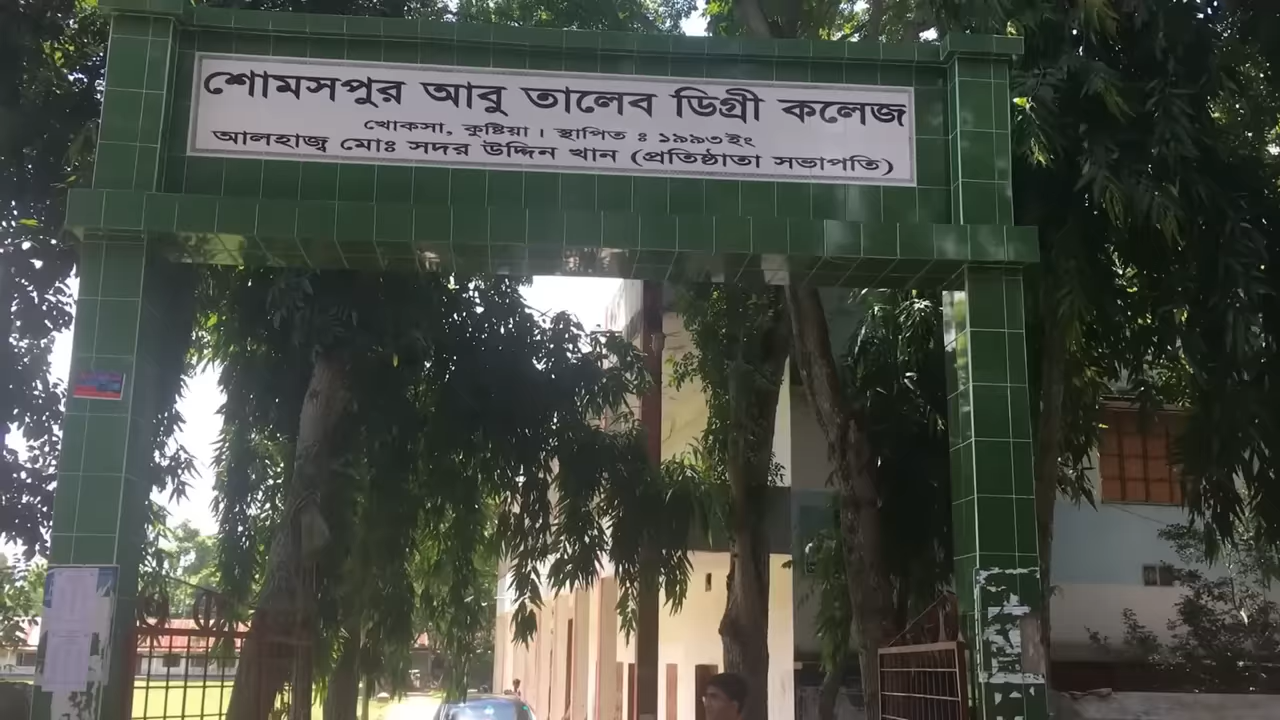 শোমসপুর আবু তালেব ডিগ্রী কলেজ
খোকসা, কুষ্টিয়া। স্থাপিত ঃ ১৯৯৩ইং
আলহাজ্ব মোঃ সদর উদ্দিন খান (প্রতিষ্ঠাতা সভাপতি)